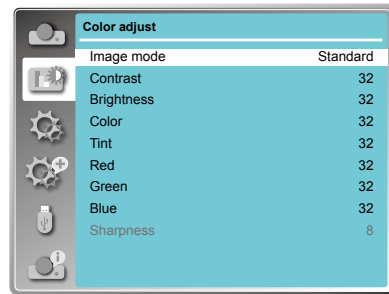 Color adjust
Image mode Standard
Contrast 32
Brightness 32
Color 32
Tint 32
Red 32
Green 32
Blue 32
Sharpness 8